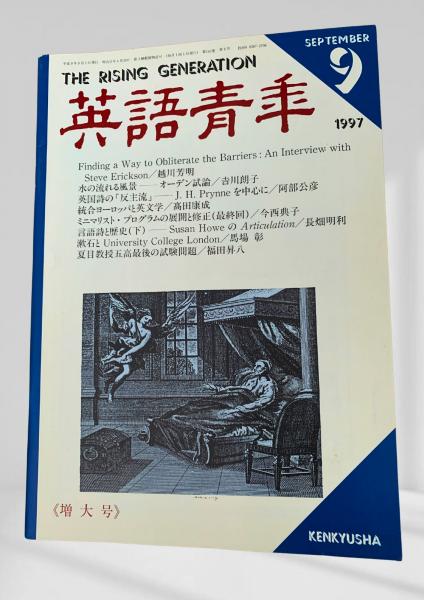 THE RISING GENERATION
SEPTEMBER
9
1997
英語青年
Finding a Way to Obliterate the Barriers: An Interview with
Steve Erickson／越川芳明
水の流れる風景——オーデン試論／吉川朗子
英国詩の「反主流」——J. H. Prynne を中心に／阿部公彦
統合ヨーロッパと英文学／髙田康成
ミニマリスト・プログラムの展開と修正(最終回)／今西典子
言語詩と歴史(下)——Susan Howe の Articulation／長畑明利
漱石と University College London／馬場 彰
夏目教授五高最後の試験問題／福田昇八
《増大号》
KENKYUSHA